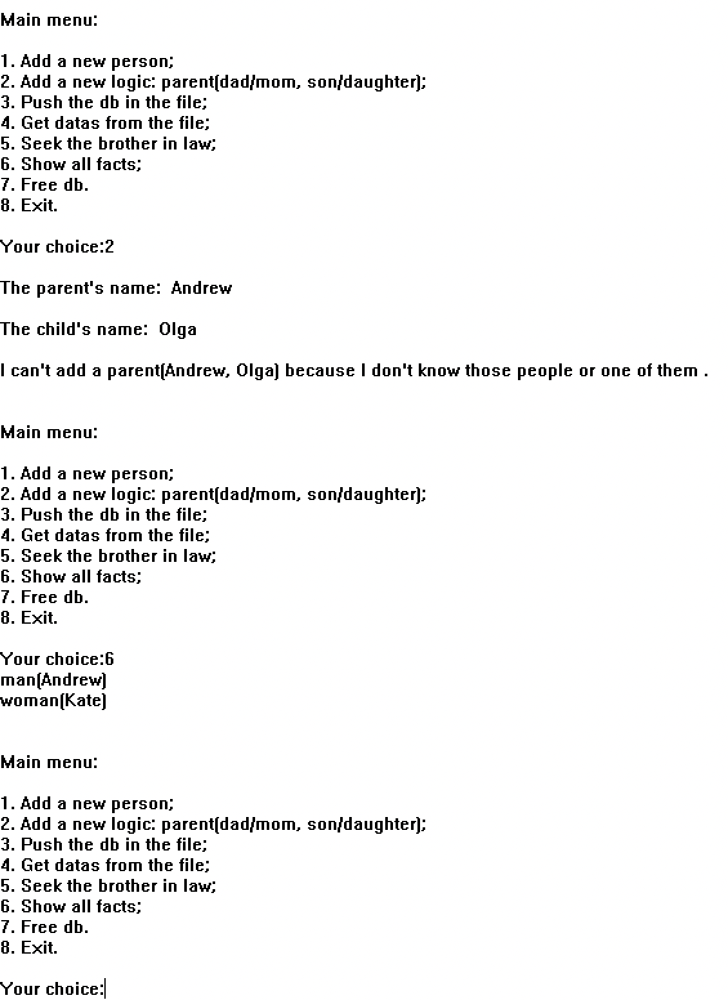 Main menu:
1. Add a new person;
2. Add a new logic: parent(dad/mom, son/daughter);
3. Push the db in the file;
4. Get datas from the file;
5. Seek the brother in law;
6. Show all facts;
7. Free db.
8. Exit.
Your choice:2
The parent's name:  Andrew
The child's name:  Olga
I can't add a parent(Andrew, Olga) because I don't know those people or one of them .
Main menu:
1. Add a new person;
2. Add a new logic: parent(dad/mom, son/daughter);
3. Push the db in the file;
4. Get datas from the file;
5. Seek the brother in law;
6. Show all facts;
7. Free db.
8. Exit.
Your choice:6
man(Andrew)
woman(Kate)
Main menu:
1. Add a new person;
2. Add a new logic: parent(dad/mom, son/daughter);
3. Push the db in the file;
4. Get datas from the file;
5. Seek the brother in law;
6. Show all facts;
7. Free db.
8. Exit.
Your choice: